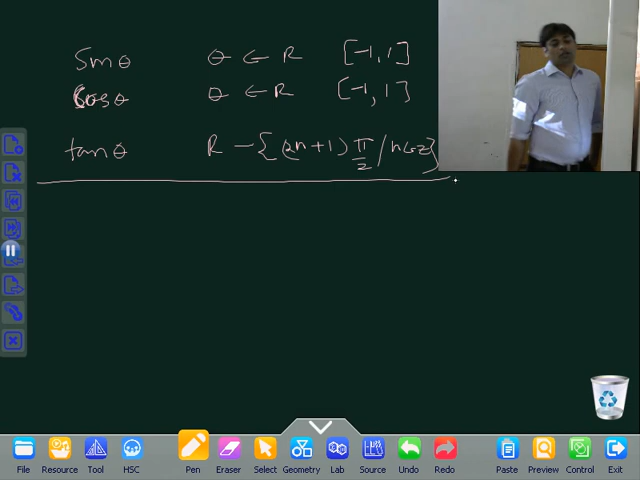 Sinθ θ ∈ R [-1, 1]
Cosθ θ ∈ R [-1, 1]
tanθ R - {(2n+1) π/2 / n∈z}
File Resource Tool HSC Pen Eraser Select Geometry Lab Source Undo Redo Paste Preview Control Exit